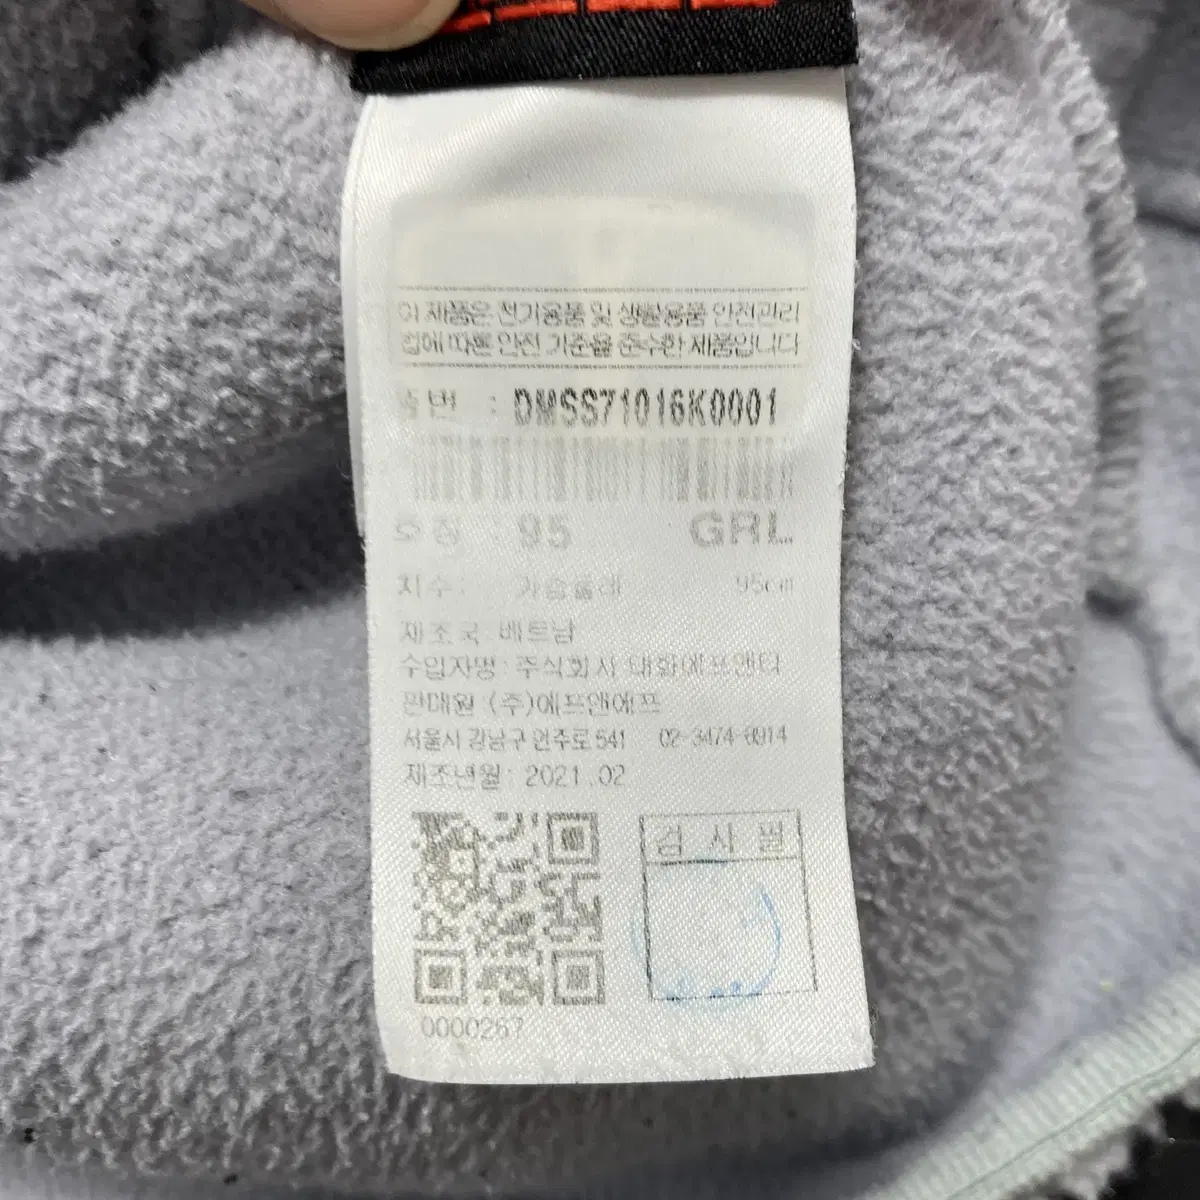 이 제품은 전기용품 및 생활용품 안전관리
법에 따른 안전 기준을 준수한 제품입니다
품번 : DMSS71016K0001
호칭 : 95 GRL
치수 : 가슴둘레 95cm
제조국 : 베트남
수입자명 : 주식회사 대화에프앤티
판매원 (주)에프앤에프
서울시 강남구 언주로 541 02-3474-8914
제조년월 : 2021.02
검 사 필
0000267